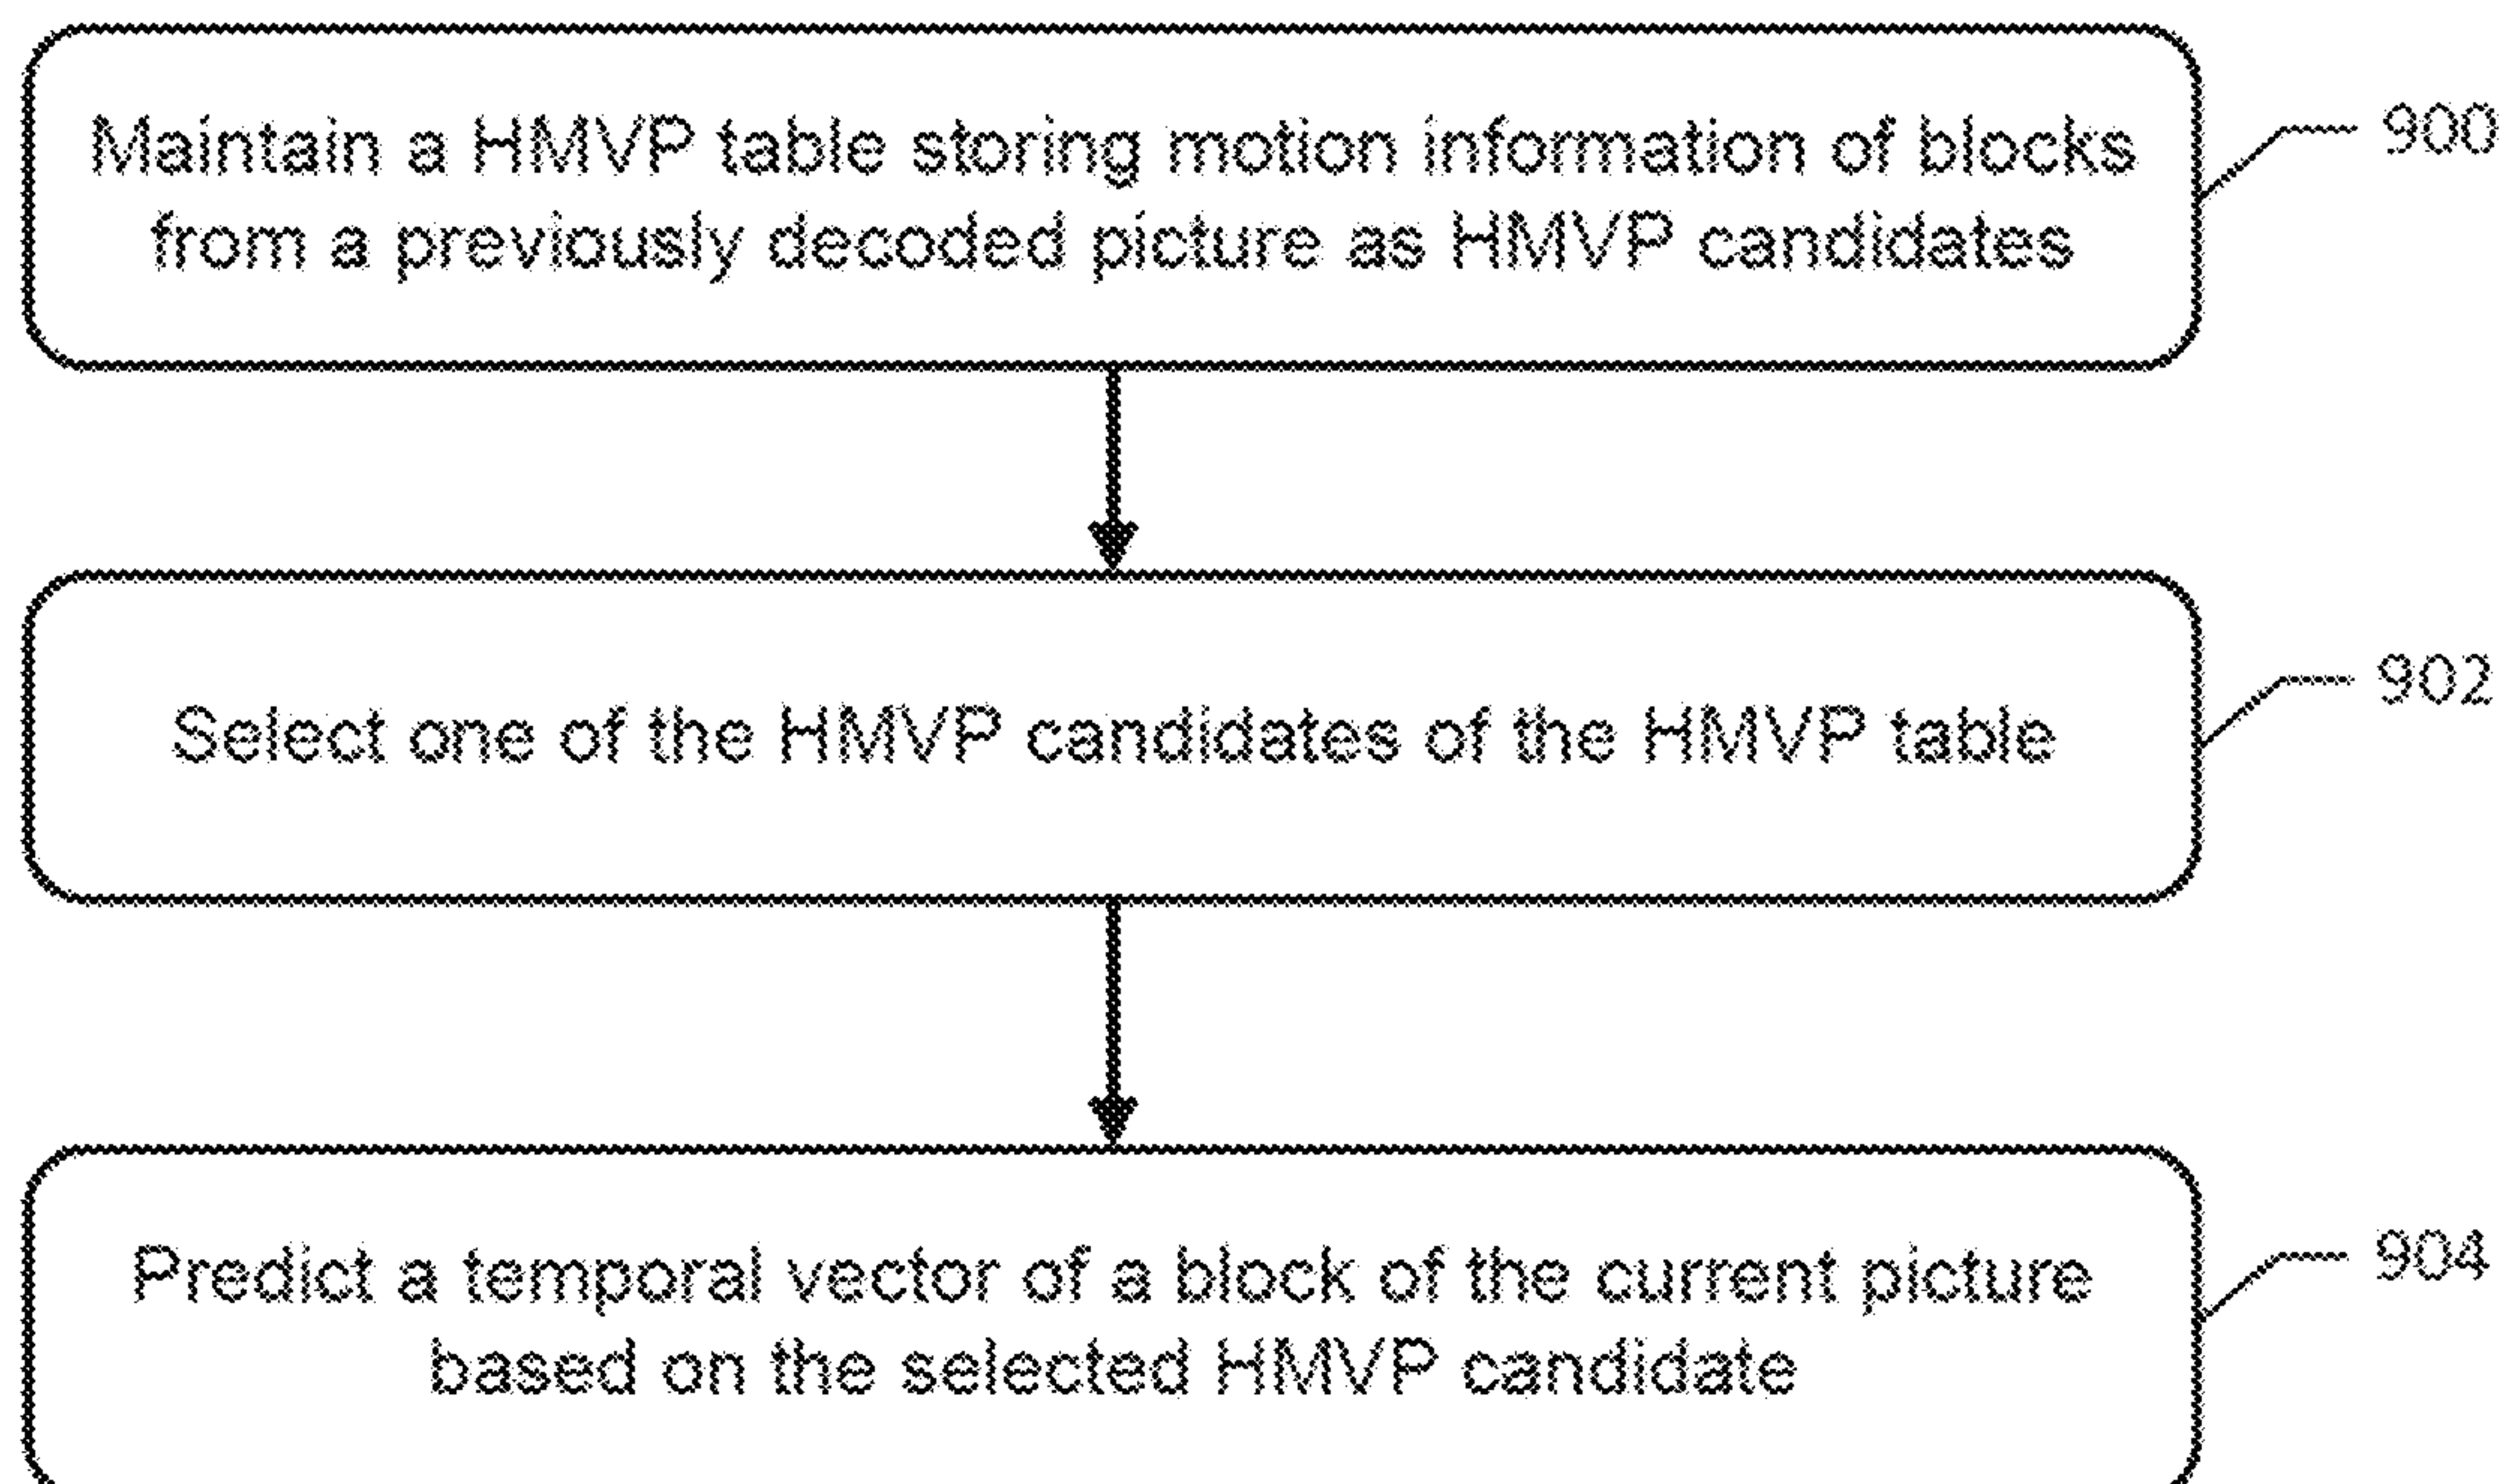 Maintain a HMVP table storing motion information of blocks
from a previously decoded picture as HMVP candidates
900
Select one of the HMVP candidates of the HMVP table
902
Predict a temporal vector of a block of the current picture
based on the selected HMVP candidate
904